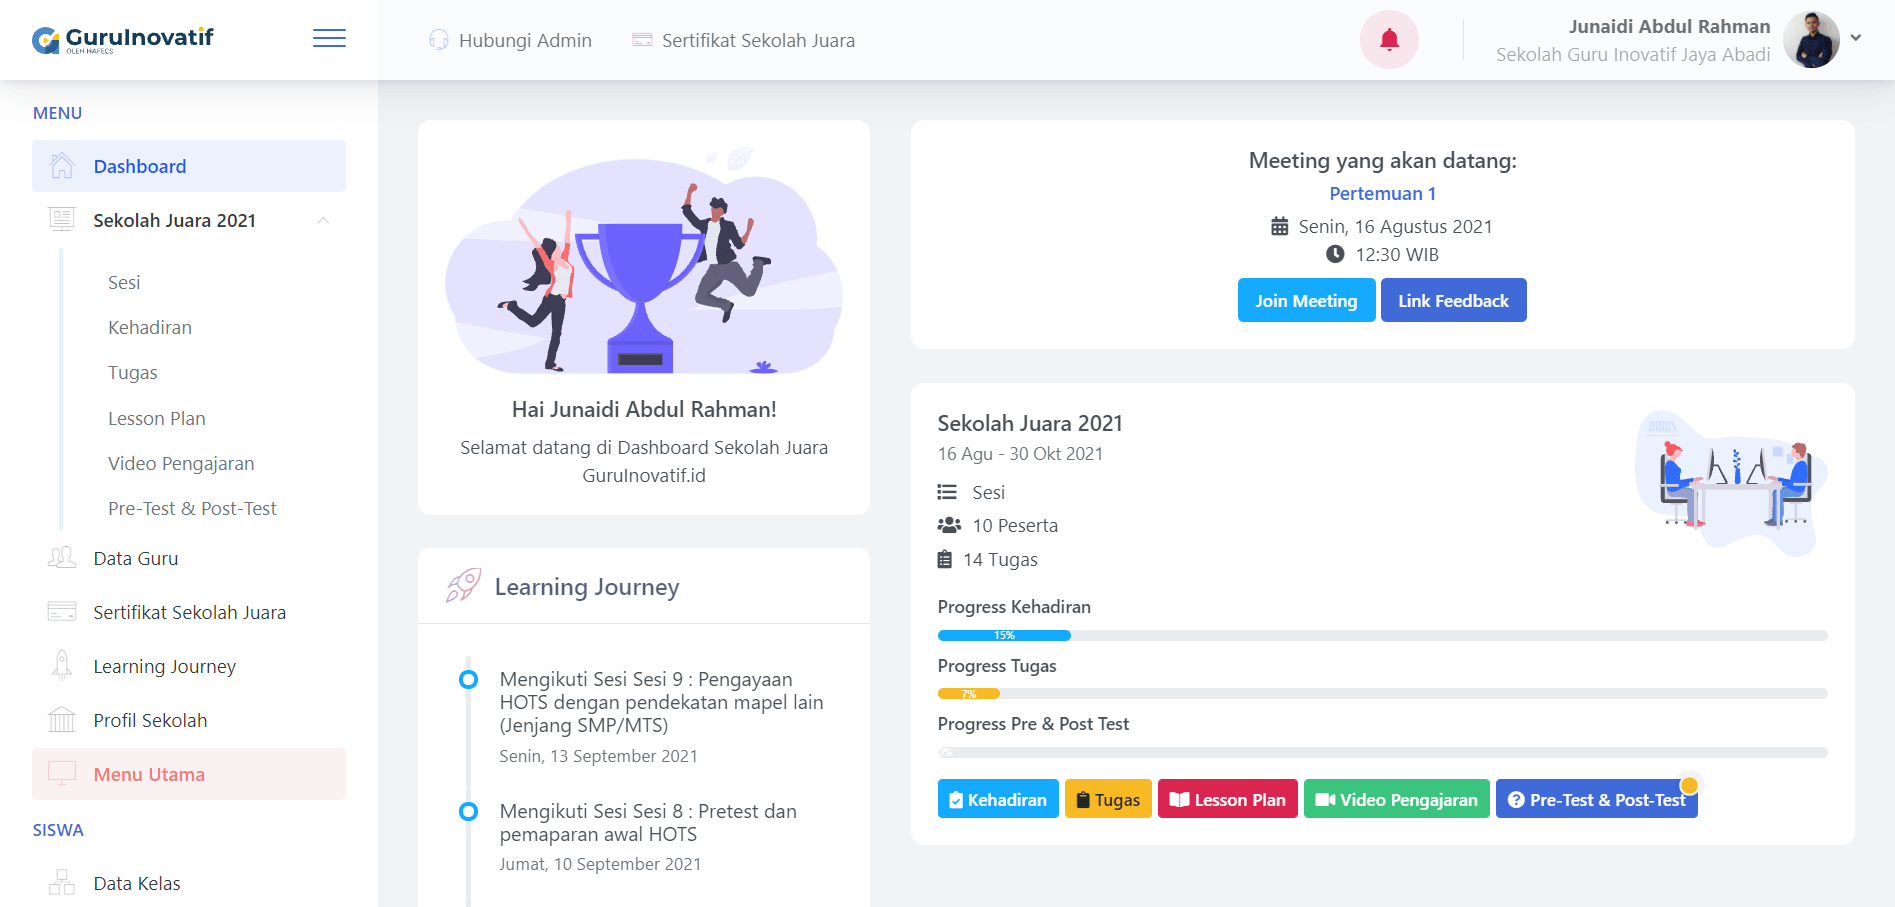 GuruInovatif
OLEH HAFECS
Hubungi Admin
Sertifikat Sekolah Juara
Junaidi Abdul Rahman
Sekolah Guru Inovatif Jaya Abadi
MENU
Dashboard
Sekolah Juara 2021
Sesi
Kehadiran
Tugas
Lesson Plan
Video Pengajaran
Pre-Test & Post-Test
Data Guru
Sertifikat Sekolah Juara
Learning Journey
Profil Sekolah
Menu Utama
SISWA
Data Kelas
Hai Junaidi Abdul Rahman!
Selamat datang di Dashboard Sekolah Juara
GuruInovatif.id
Learning Journey
Mengikuti Sesi Sesi 9 : Pengayaan
HOTS dengan pendekatan mapel lain
(Jenjang SMP/MTS)
Senin, 13 September 2021
Mengikuti Sesi Sesi 8 : Pretest dan
pemaparan awal HOTS
Jumat, 10 September 2021
Meeting yang akan datang:
Pertemuan 1
Senin, 16 Agustus 2021
12:30 WIB
Join Meeting
Link Feedback
Sekolah Juara 2021
16 Agu - 30 Okt 2021
Sesi
10 Peserta
14 Tugas
Progress Kehadiran
15%
Progress Tugas
7%
Progress Pre & Post Test
Kehadiran
Tugas
Lesson Plan
Video Pengajaran
Pre-Test & Post-Test